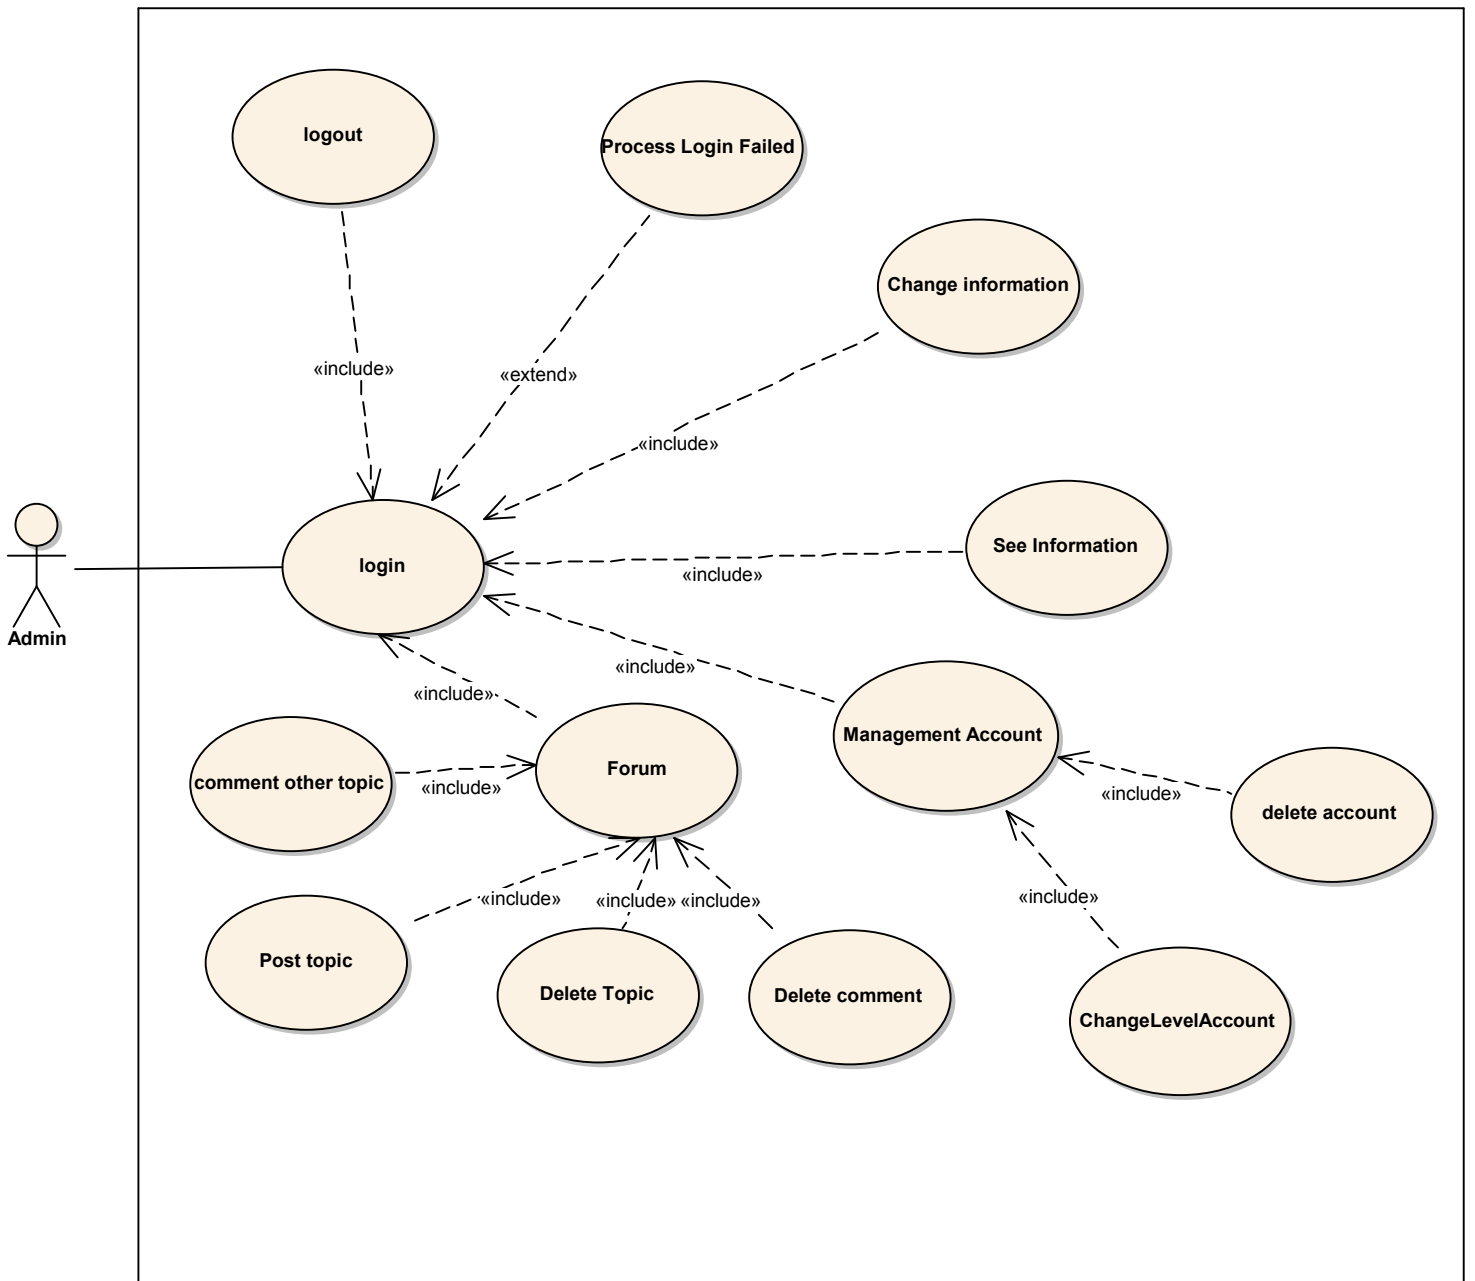 logout
Process Login Failed
Change information
«include»
«extend»
«include»
See Information
login
«include»
Admin
«include»
«include»
Management Account
Forum
comment other topic
«include»
«include»
delete account
«include»
«include»
«include»
«include»
Post topic
Delete Topic
Delete comment
ChangeLevelAccount